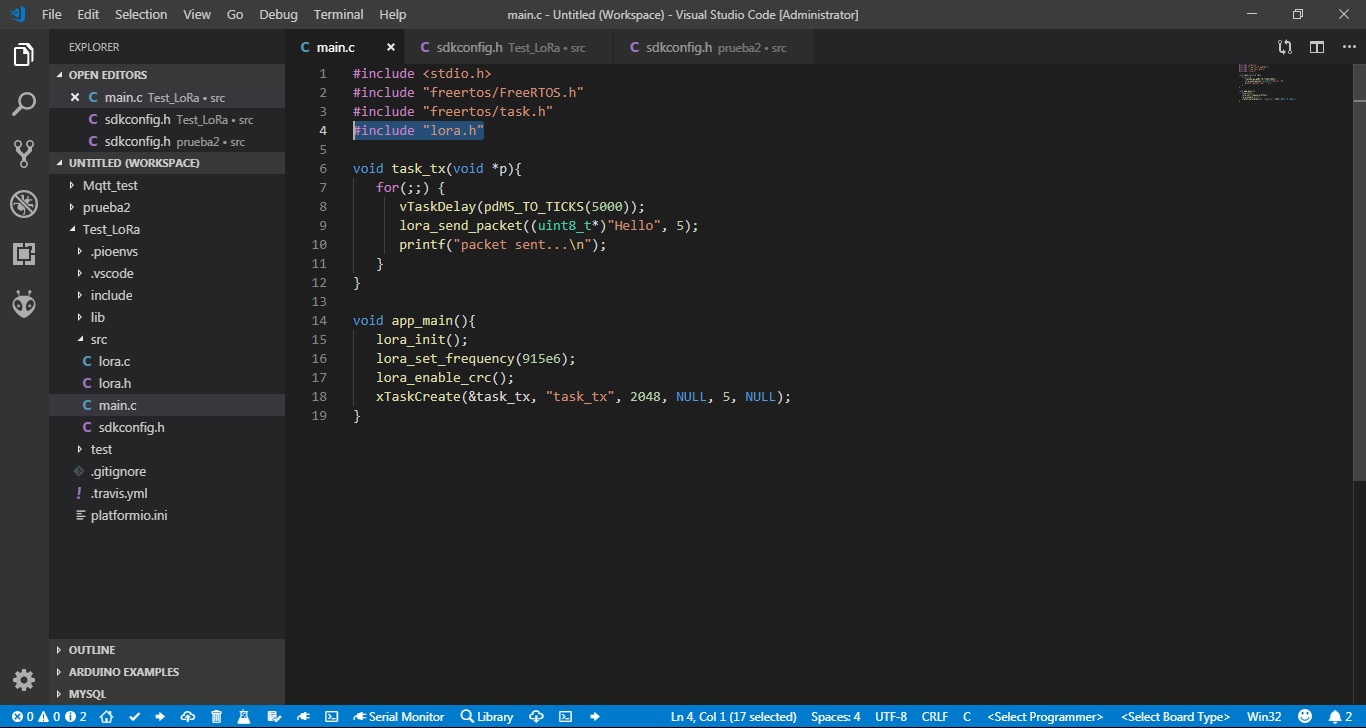 File Edit Selection View Go Debug Terminal Help main.c - Untitled (Workspace) - Visual Studio Code [Administrator]
EXPLORER
OPEN EDITORS
main.c Test_LoRa • src
sdkconfig.h Test_LoRa • src
sdkconfig.h prueba2 • src
UNTITLED (WORKSPACE)
Mqtt_test
prueba2
Test_LoRa
.pioenvs
.vscode
include
lib
src
C lora.c
C lora.h
C main.c
C sdkconfig.h
test
.gitignore
! .travis.yml
platformio.ini
OUTLINE
ARDUINO EXAMPLES
MYSQL
C main.c C sdkconfig.h Test_LoRa • src C sdkconfig.h prueba2 • src
1 #include <stdio.h>
2 #include "freertos/FreeRTOS.h"
3 #include "freertos/task.h"
4 #include "lora.h"
5
6 void task_tx(void *p){
7 for(;;) {
8 vTaskDelay(pdMS_TO_TICKS(5000));
9 lora_send_packet((uint8_t*)"Hello", 5);
10 printf("packet sent...\n");
11 }
12 }
13
14 void app_main(){
15 lora_init();
16 lora_set_frequency(915e6);
17 lora_enable_crc();
18 xTaskCreate(&task_tx, "task_tx", 2048, NULL, 5, NULL);
19 }
0 0 2 Serial Monitor Library Ln 4, Col 1 (17 selected) Spaces: 4 UTF-8 CRLF C <Select Programmer> <Select Board Type> Win32 2